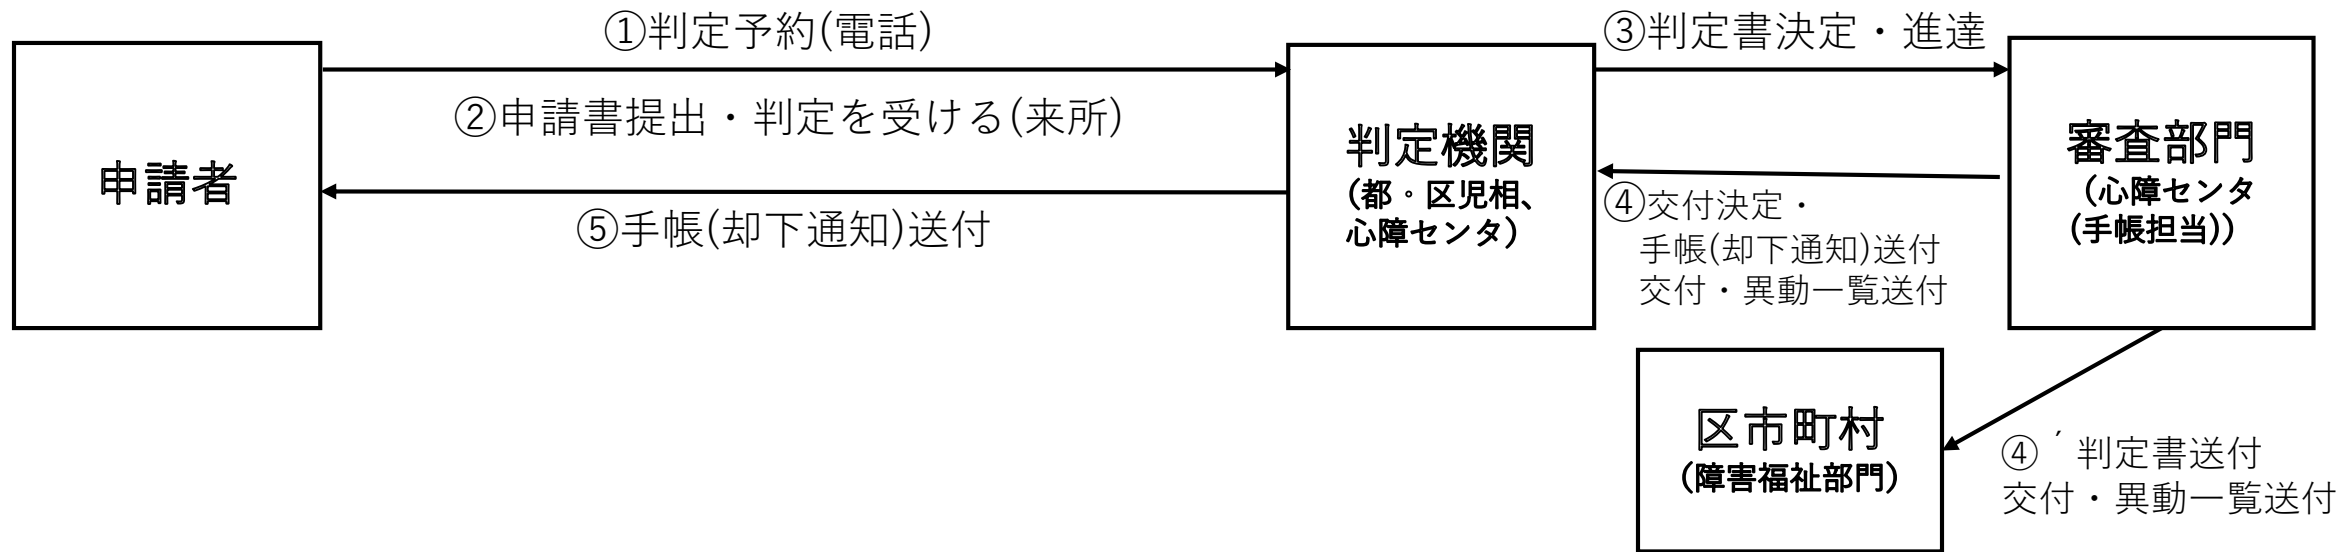 ①判定予約(電話)
②申請書提出・判定を受ける(来所)
申請者
⑤手帳(却下通知)送付
判定機関
(都・区児相、
心障センタ)
③判定書決定・進達
④交付決定・
手帳(却下通知)送付
交付・異動一覧送付
審査部門
(心障センタ
(手帳担当))
区市町村
(障害福祉部門)
④´判定書送付
交付・異動一覧送付